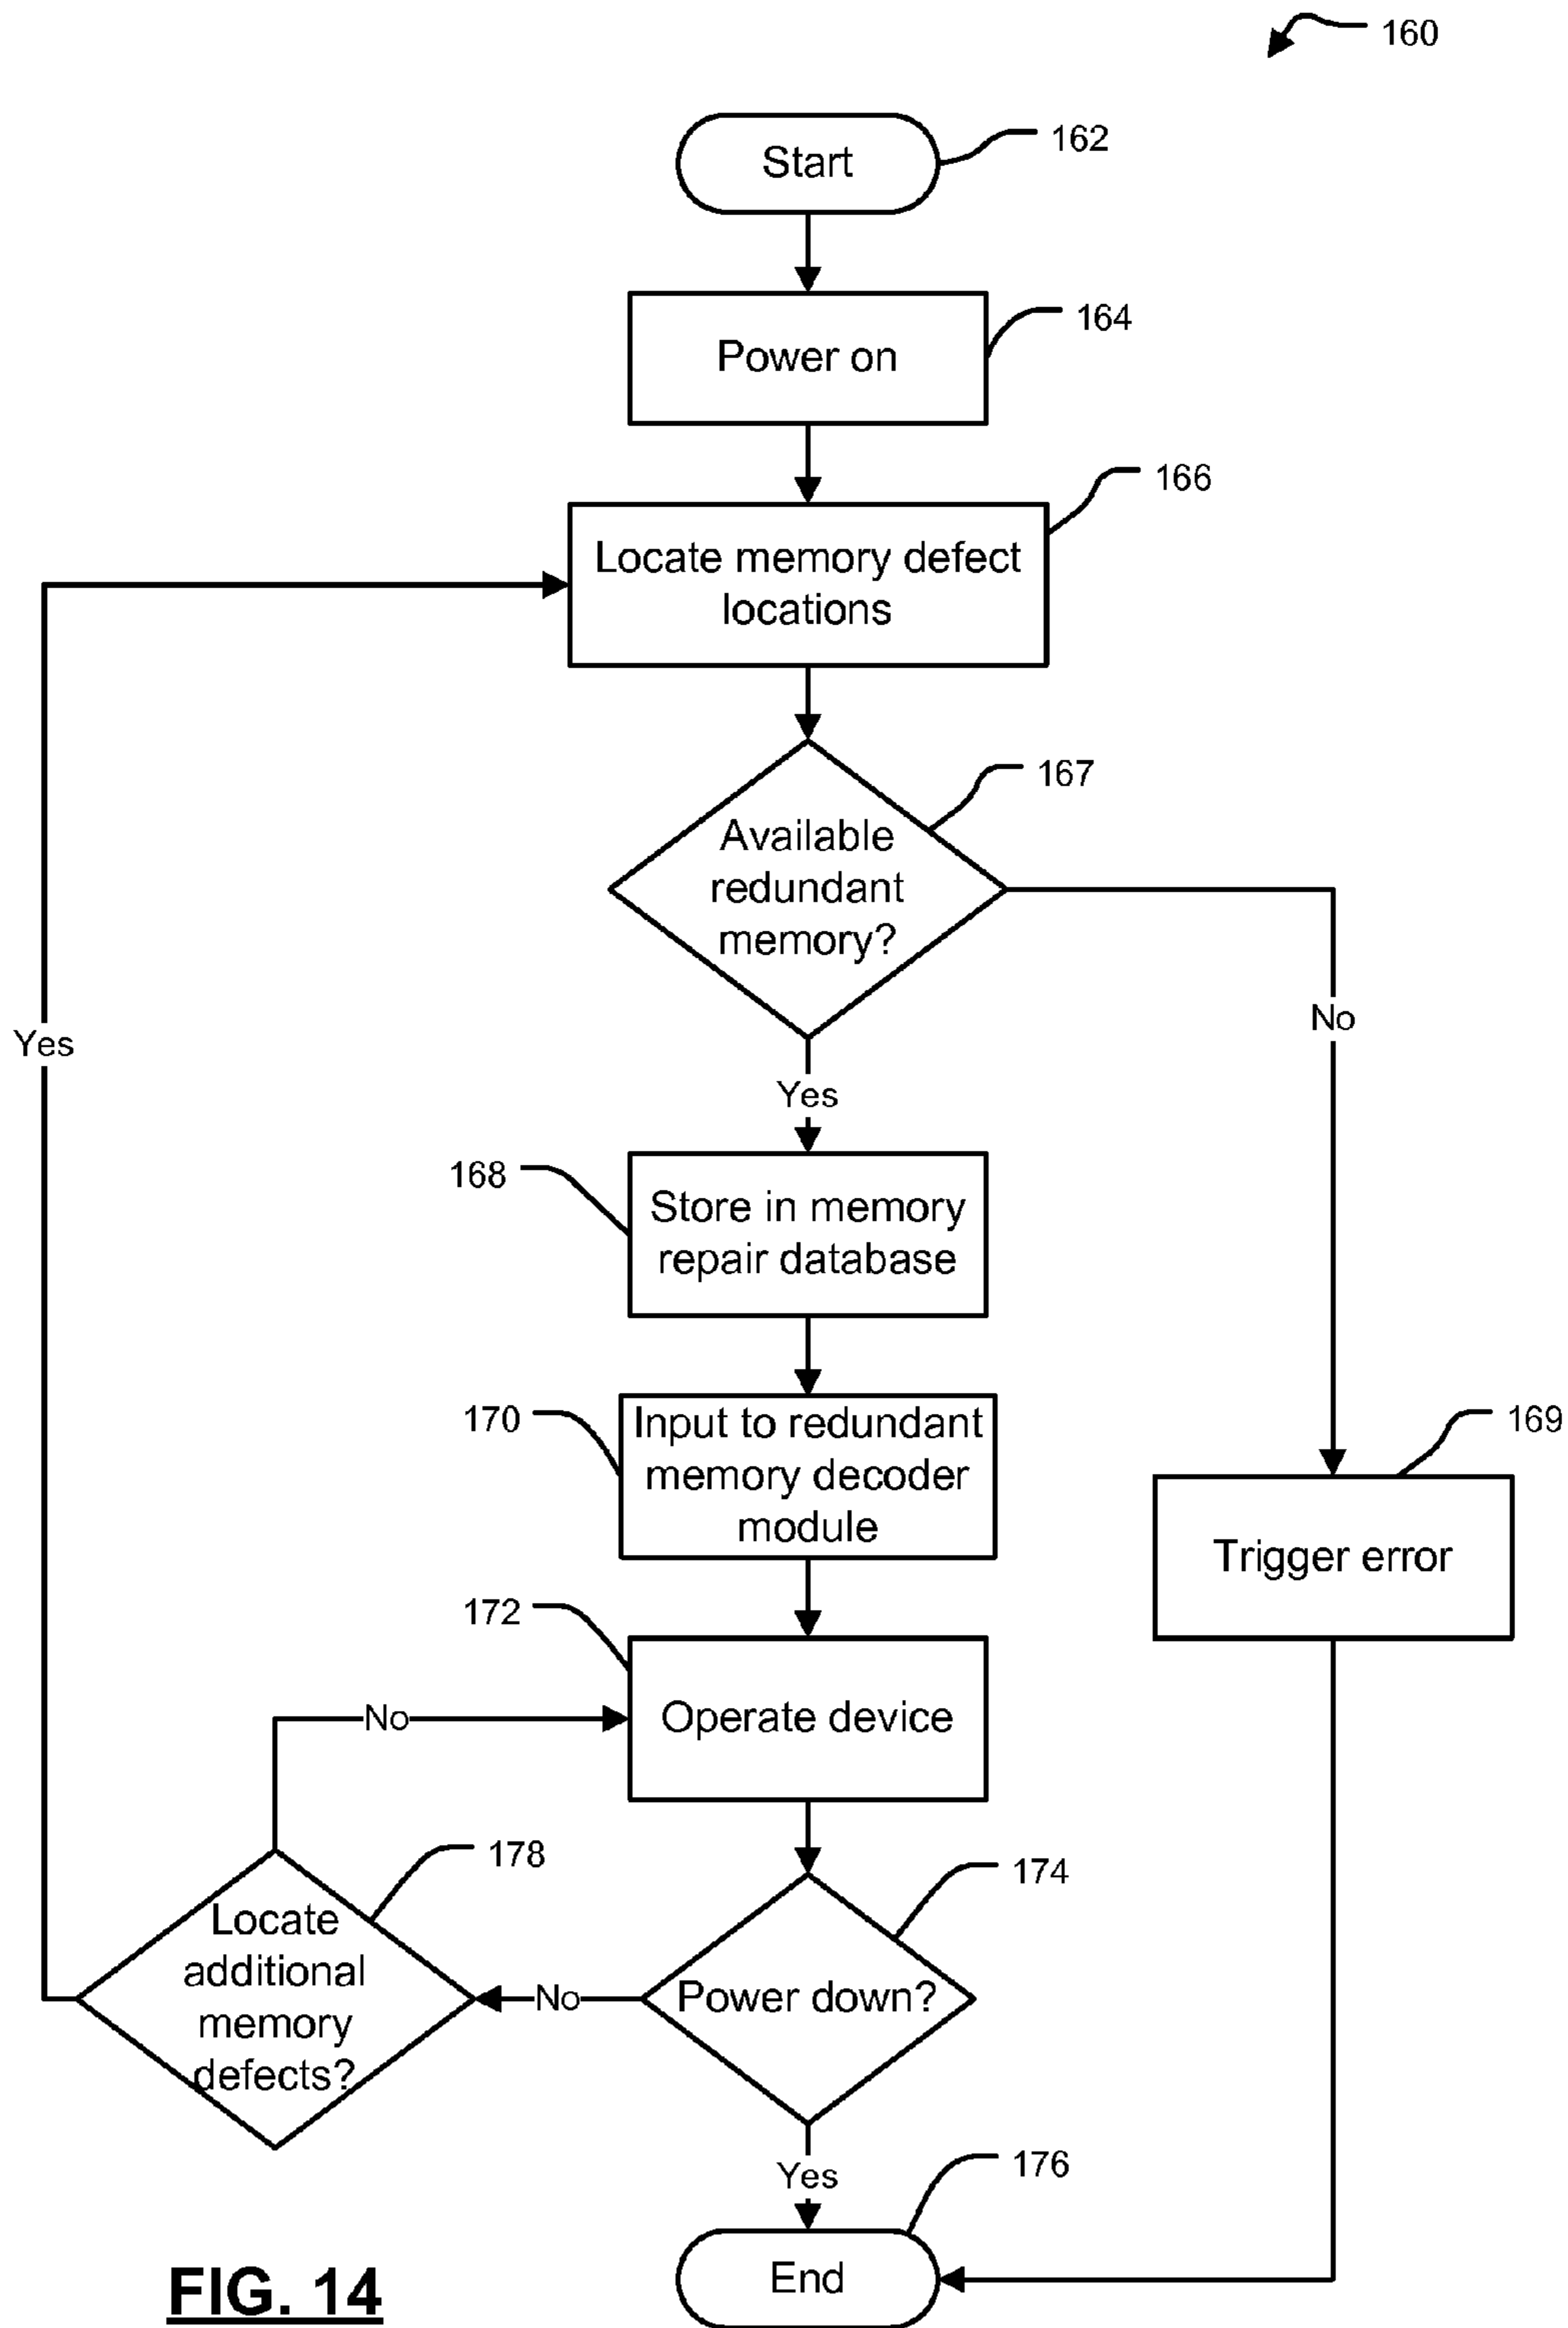 160
Start
162
Power on
164
166
Locate memory defect
locations
167
Available
redundant
memory?
No
Yes
Yes
168
Store in memory
repair database
170
Input to redundant
memory decoder
module
169
Trigger error
172
Operate device
No
178
174
Locate
additional
memory
defects?
No
Power down?
Yes
176
End
FIG. 14